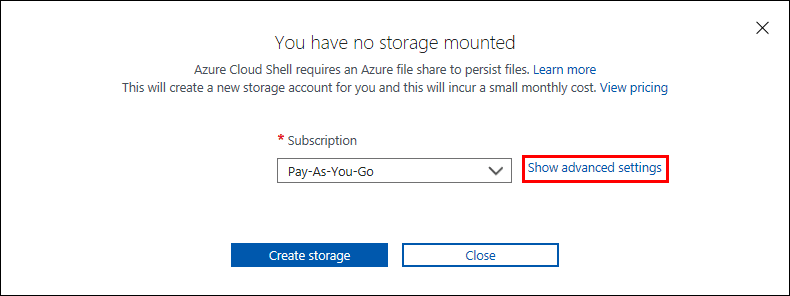 You have no storage mounted
Azure Cloud Shell requires an Azure file share to persist files. Learn more
This will create a new storage account for you and this will incur a small monthly cost. View pricing
* Subscription
Pay-As-You-Go
Show advanced settings
Create storage
Close